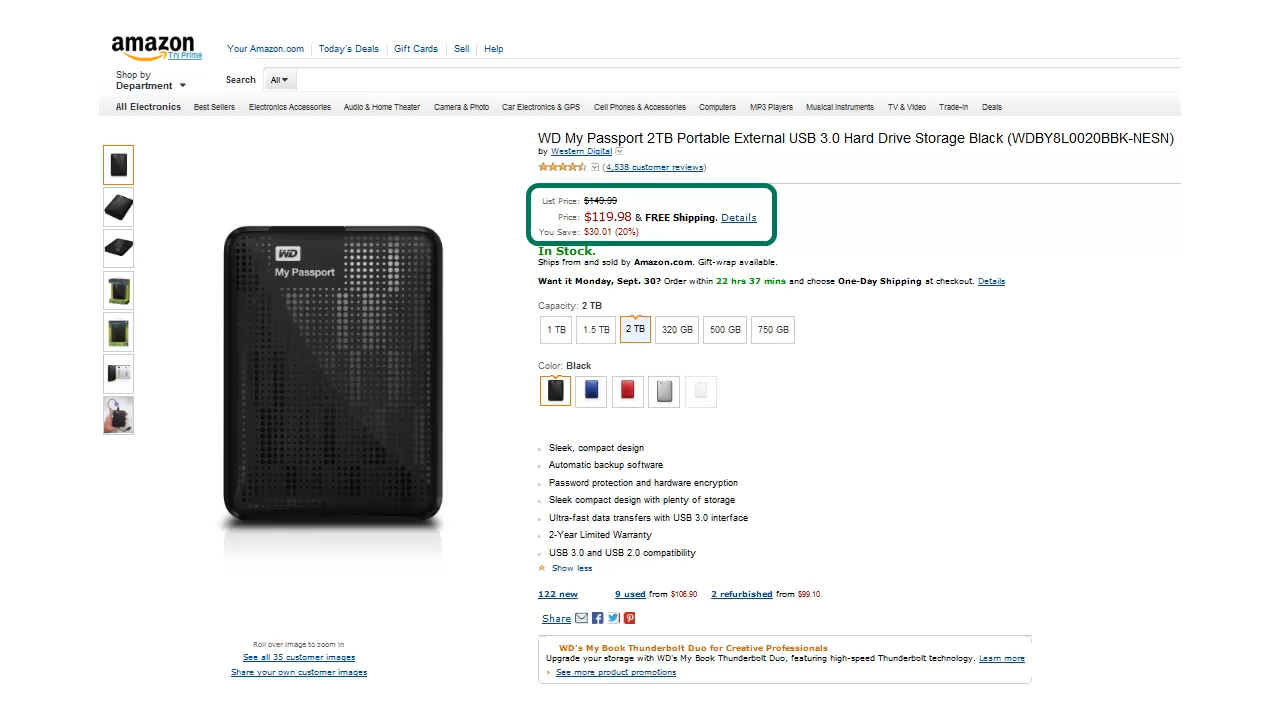 amazon
Try Prime
Your Amazon.com Today's Deals Gift Cards Sell Help
Shop by
Department
Search All
All Electronics Best Sellers Electronics Accessories Audio & Home Theater Camera & Photo Car Electronics & GPS Cell Phones & Accessories Computers MP3 Players Musical Instruments TV & Video Trade-In Deals
WD My Passport 2TB Portable External USB 3.0 Hard Drive Storage Black (WDBY8L0020BBK-NESN)
by Western Digital
(4,538 customer reviews)
List Price: $149.99
Price: $119.98 & FREE Shipping. Details
You Save: $30.01 (20%)
In Stock.
Ships from and sold by Amazon.com. Gift-wrap available.
Want it Monday, Sept. 30? Order within 22 hrs 37 mins and choose One-Day Shipping at checkout. Details
Capacity: 2 TB
1 TB 1.5 TB 2 TB 320 GB 500 GB 750 GB
Color: Black
WD
My Passport
Sleek, compact design
Automatic backup software
Password protection and hardware encryption
Sleek compact design with plenty of storage
Ultra-fast data transfers with USB 3.0 interface
2-Year Limited Warranty
USB 3.0 and USB 2.0 compatibility
Show less
122 new 9 used from $106.90 2 refurbished from $99.10
Share
Roll over image to zoom in
See all 35 customer images
Share your own customer images
WD's My Book Thunderbolt Duo for Creative Professionals
Upgrade your storage with WD's My Book Thunderbolt Duo, featuring high-speed Thunderbolt technology. Learn more
› See more product promotions